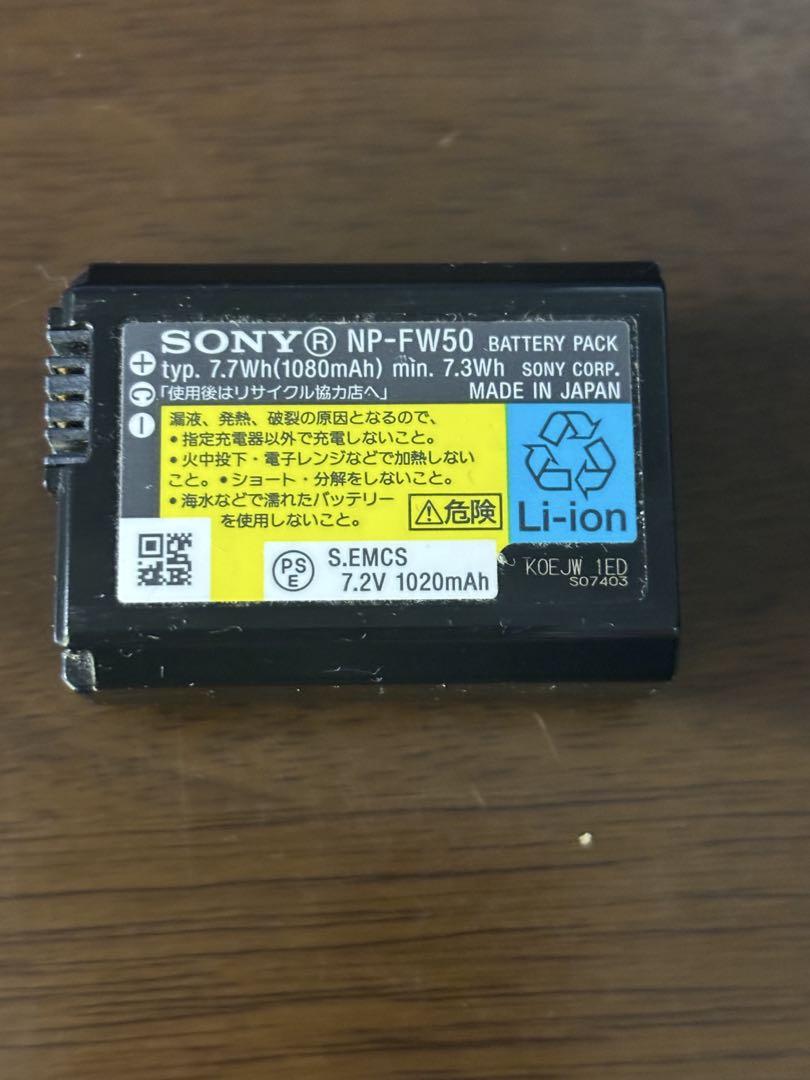 SONY® NP-FW50 BATTERY PACK
typ. 7.7Wh(1080mAh) min. 7.3Wh SONY CORP.
「使用後はリサイクル協力店へ」 MADE IN JAPAN
+
C
-
漏液、発熱、破裂の原因となるので、
•指定充電器以外で充電しないこと。
•火中投下・電子レンジなどで加熱しない
こと。•ショート・分解をしないこと。
•海水などで濡れたバッテリー
を使用しないこと。
⚠危険
Li-ion
PS
E
S.EMCS
7.2V 1020mAh
KOEJW 1ED
S07403